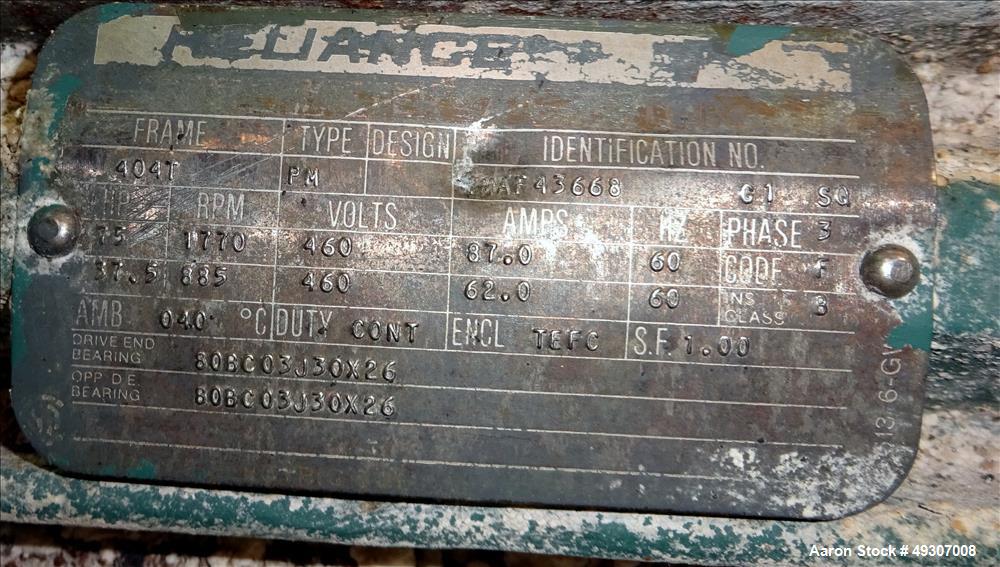 RELIANCE
FRAME TYPE DESIGN IDENTIFICATION NO.
404T PM 43668 G1 SQ
HP RPM VOLTS AMPS HZ PHASE 3
75 1770 460 87.0 60 CODE F
37.5 885 460 62.0 60 INS. CLASS B
AMB 040 °C DUTY CONT ENCL TEFC S.F. 1.00
DRIVE END BEARING 80BC03J30X26
OPP D.E. BEARING 80BC03J30X26
Aaron Stock # 49307008